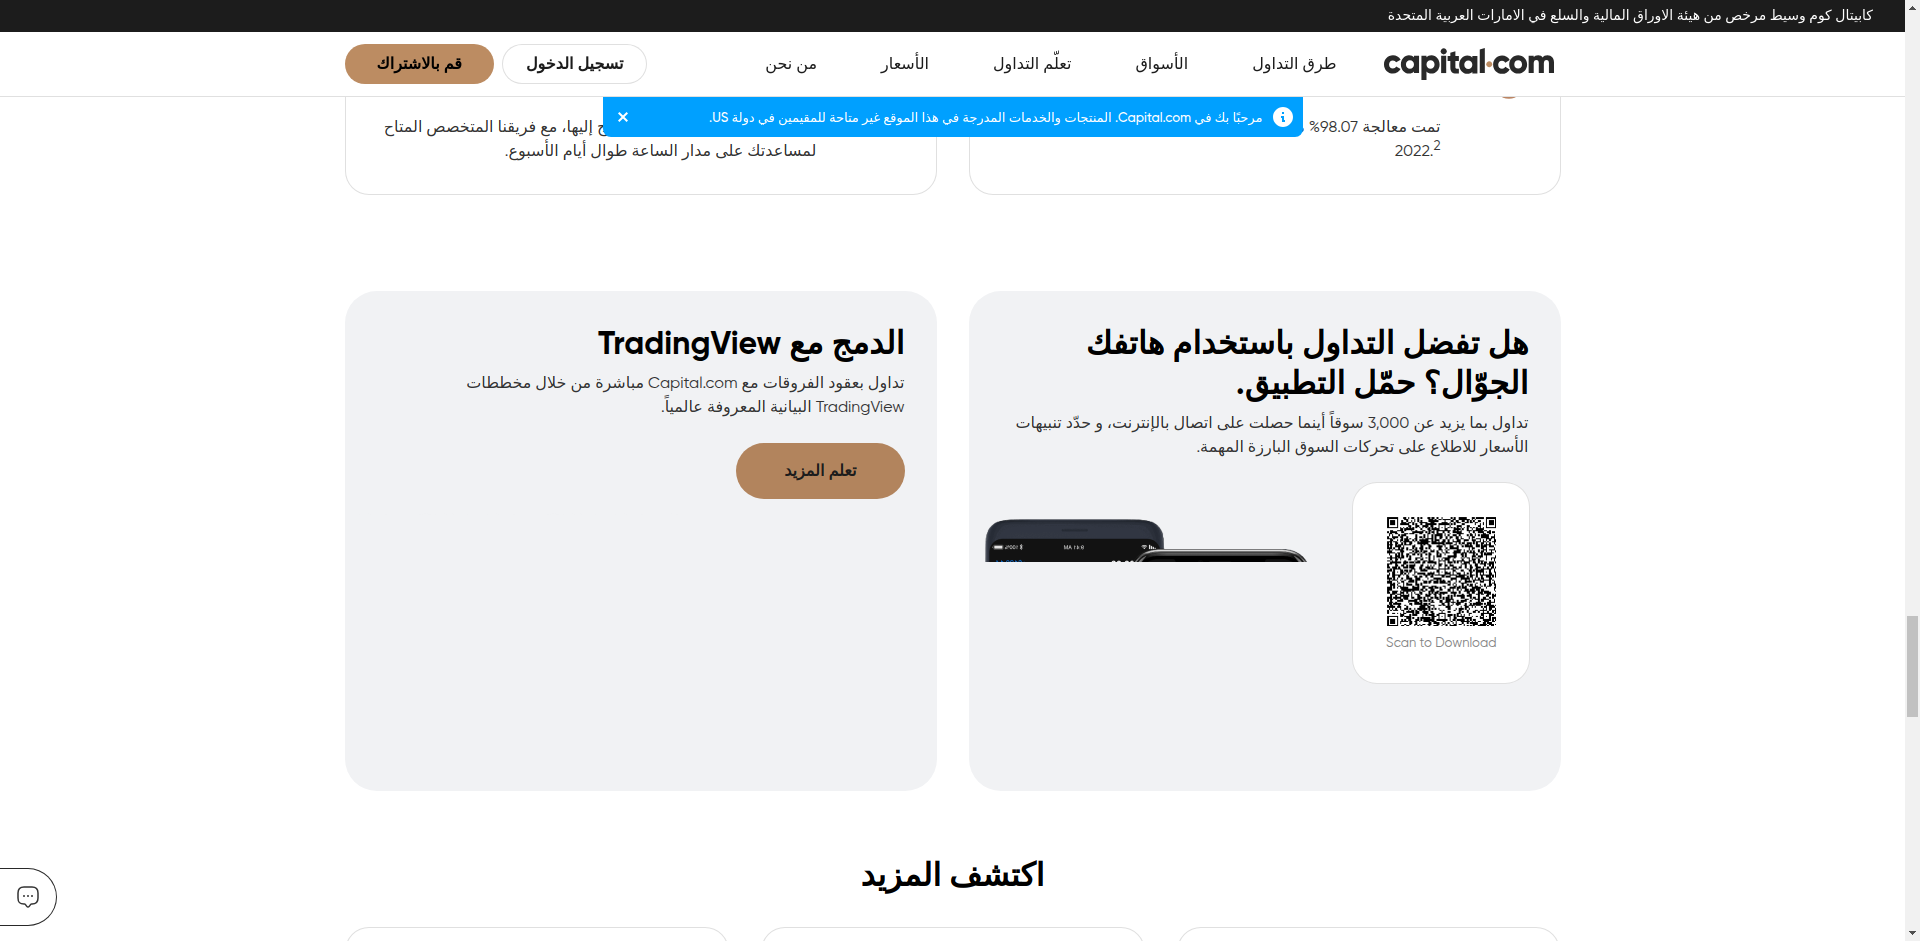 كابيتال كوم وسيط مرخص من هيئة الاوراق المالية والسلع في الامارات العربية المتحدة
capital.com
طرق التداول
الأسواق
تعلّم التداول
الأسعار
من نحن
تسجيل الدخول
قم بالاشتراك
مرحبًا بك في Capital.com. المنتجات والخدمات المدرجة في هذا الموقع غير متاحة للمقيمين في دولة US.
تمت معالجة 98.07%
2022.2
إليها، مع فريقنا المتخصص المتاح
لمساعدتك على مدار الساعة طوال أيام الأسبوع.
هل تفضل التداول باستخدام هاتفك
الجوّال؟ حمّل التطبيق.
تداول بما يزيد عن 3,000 سوقاً أينما حصلت على اتصال بالإنترنت، و حدّد تنبيهات
الأسعار للاطلاع على تحركات السوق البارزة المهمة.
Scan to Download
الدمج مع TradingView
تداول بعقود الفروقات مع Capital.com مباشرة من خلال مخططات
TradingView البيانية المعروفة عالمياً.
تعلم المزيد
اكتشف المزيد